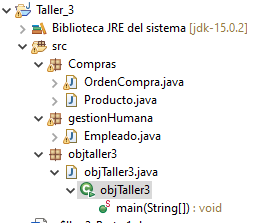 Taller_3
Biblioteca JRE del sistema [jdk-15.0.2]
src
Compras
OrdenCompra.java
Producto.java
gestionHumana
Empleado.java
objtaller3
objTaller3.java
objTaller3
main(String[]) : void